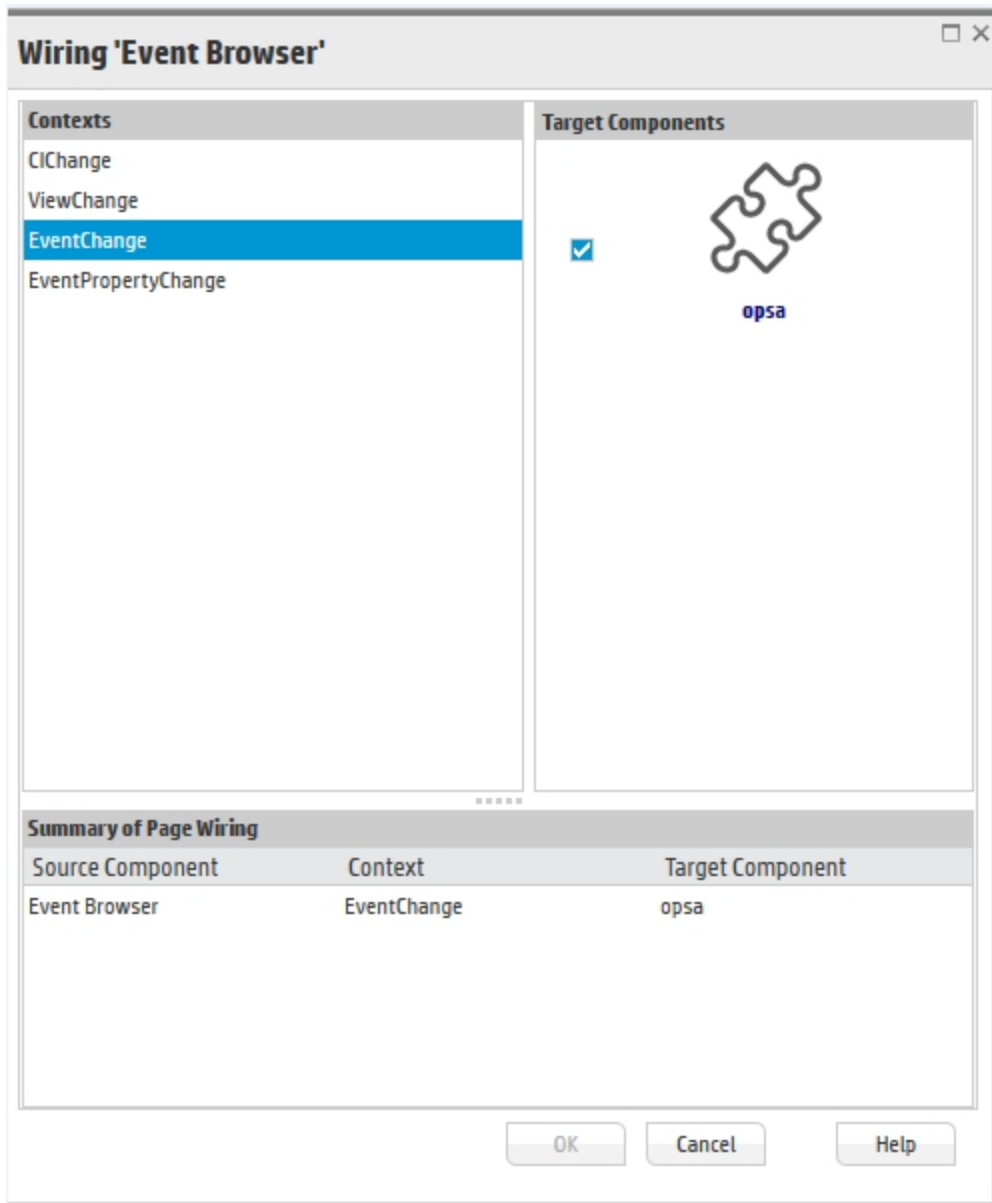 Wiring 'Event Browser'
Contexts
CIChange
ViewChange
EventChange
EventPropertyChange
Target Components
opsa
Summary of Page Wiring
Source Component Context Target Component
Event Browser EventChange opsa
OK Cancel Help